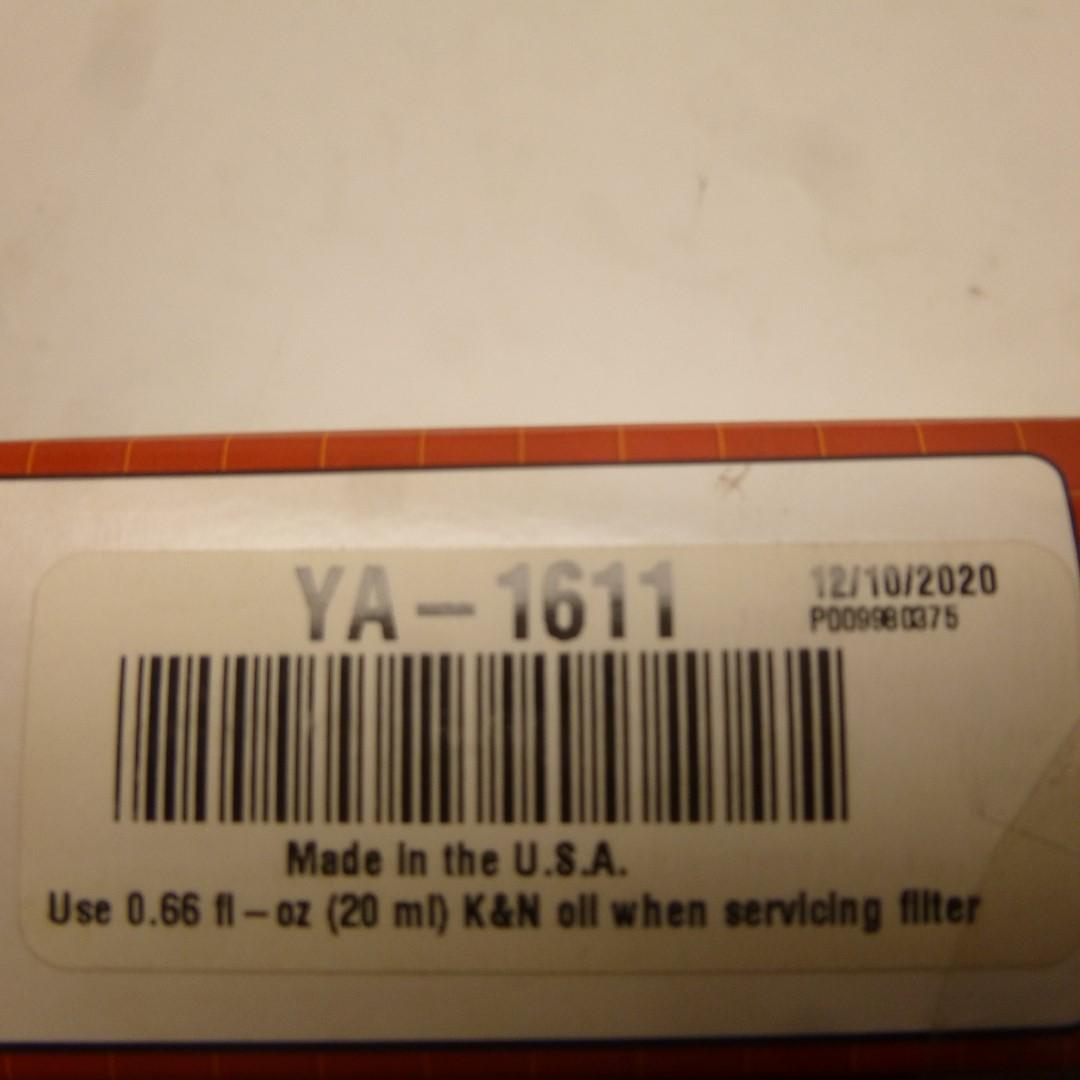 YA-1611
12/10/2020
P009980375
Made in the U.S.A.
Use 0.66 fl-oz (20 ml) K&N oil when servicing filter